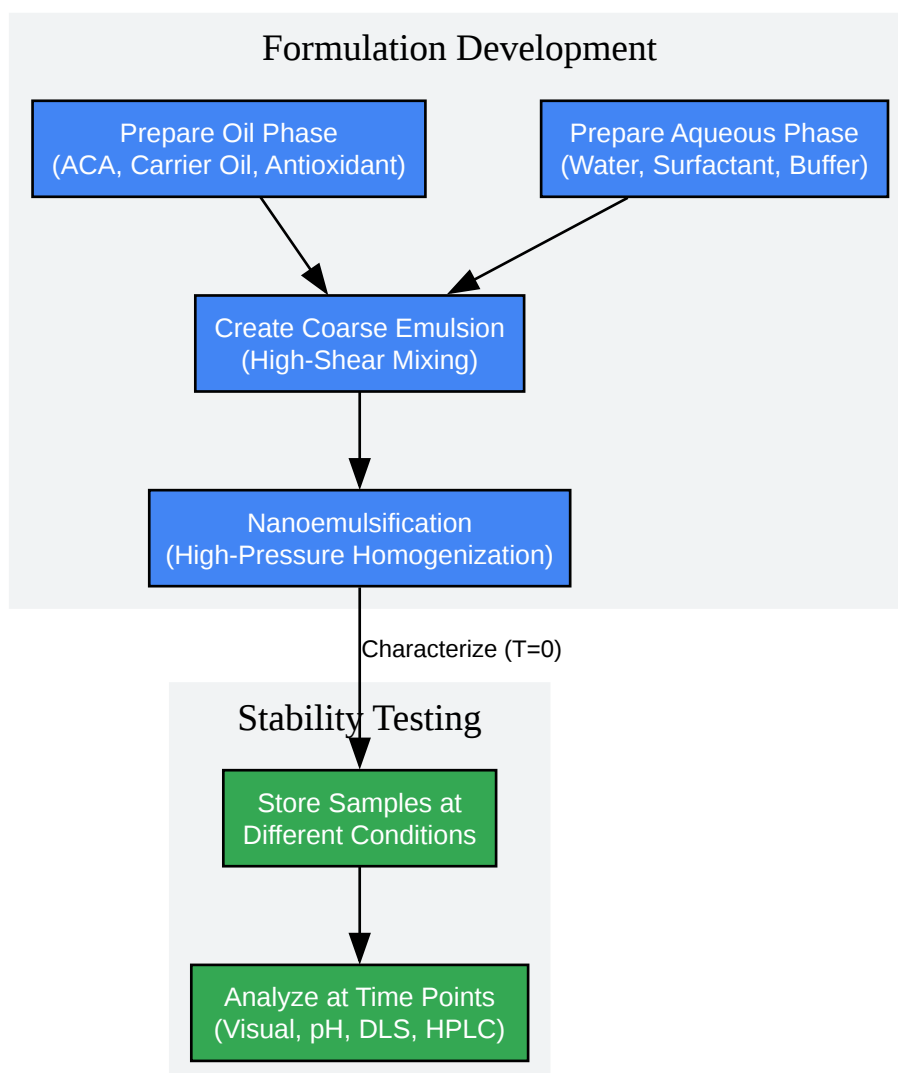 Formulation Development
Prepare Oil Phase
(ACA, Carrier Oil, Antioxidant)
Prepare Aqueous Phase
(Water, Surfactant, Buffer)
Create Coarse Emulsion
(High-Shear Mixing)
Nanoemulsification
(High-Pressure Homogenization)
Characterize (T=0)
Stability Testing
Store Samples at
Different Conditions
Analyze at Time Points
(Visual, pH, DLS, HPLC)